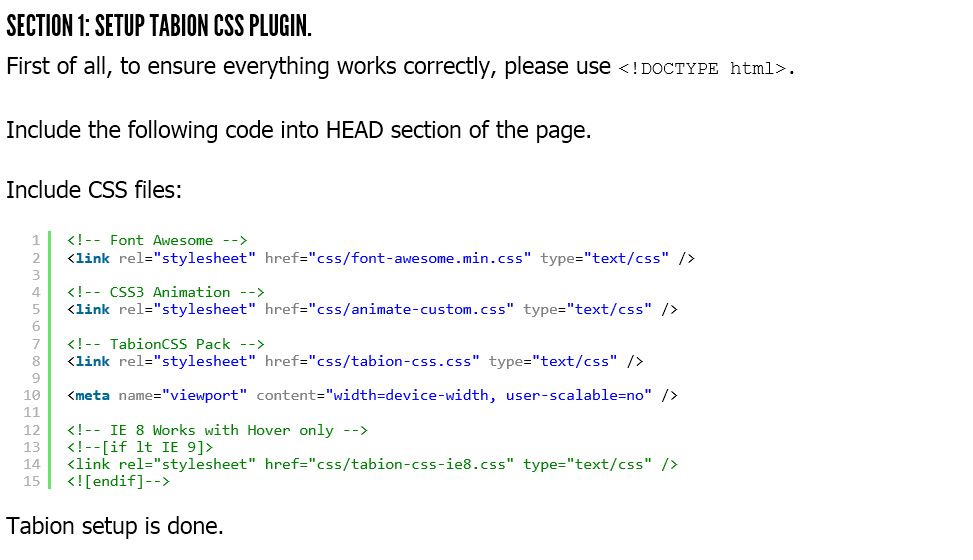 SECTION 1: SETUP TABION CSS PLUGIN.
First of all, to ensure everything works correctly, please use <!DOCTYPE html>.
Include the following code into HEAD section of the page.
Include CSS files:
1 <!-- Font Awesome -->
2 <link rel="stylesheet" href="css/font-awesome.min.css" type="text/css" />
3
4 <!-- CSS3 Animation -->
5 <link rel="stylesheet" href="css/animate-custom.css" type="text/css" />
6
7 <!-- TabionCSS Pack -->
8 <link rel="stylesheet" href="css/tabion-css.css" type="text/css" />
9
10 <meta name="viewport" content="width=device-width, user-scalable=no" />
11
12 <!-- IE 8 Works with Hover only -->
13 <!--[if lt IE 9]>
14 <link rel="stylesheet" href="css/tabion-css-ie8.css" type="text/css" />
15 <![endif]-->
Tabion setup is done.